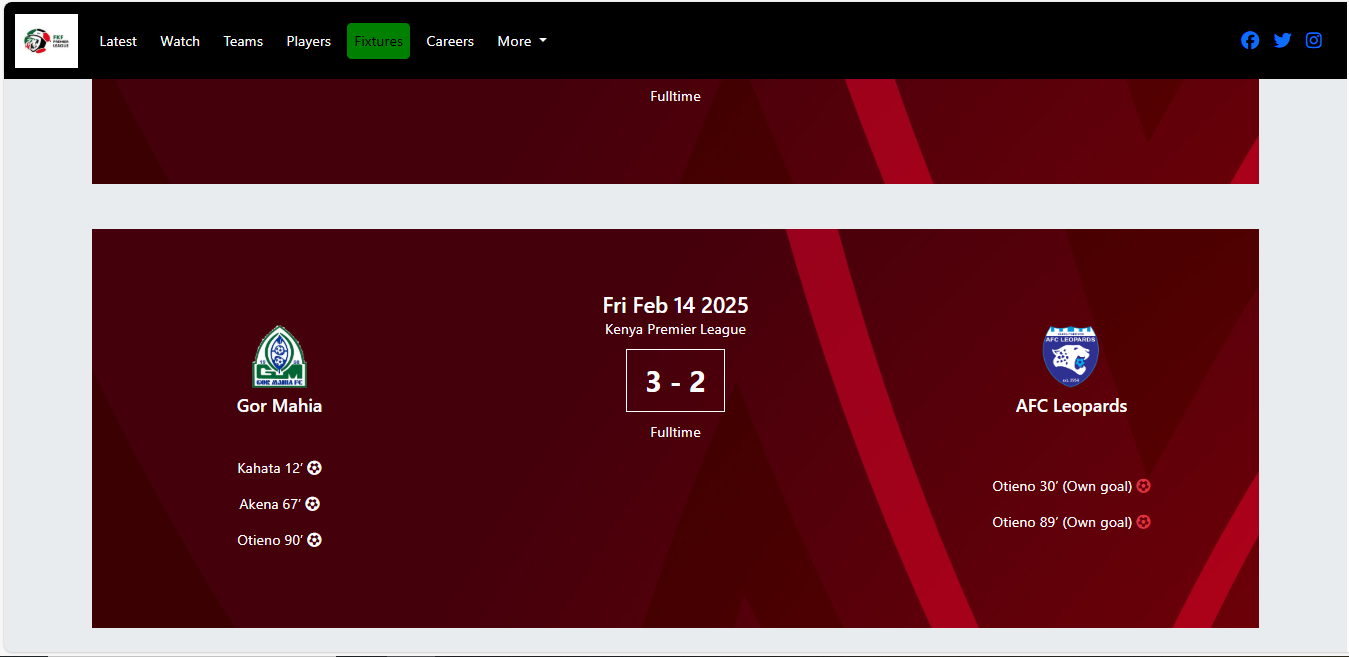 FKF
PREMIER
LEAGUE
Latest
Watch
Teams
Players
Fixtures
Careers
More
Fulltime
Fri Feb 14 2025
Kenya Premier League
3 - 2
Fulltime
GOR MAHIA FC
Gor Mahia
Kahata 12′
Akena 67′
Otieno 90′
AFC LEOPARDS
AFC Leopards
Otieno 30′ (Own goal)
Otieno 89′ (Own goal)